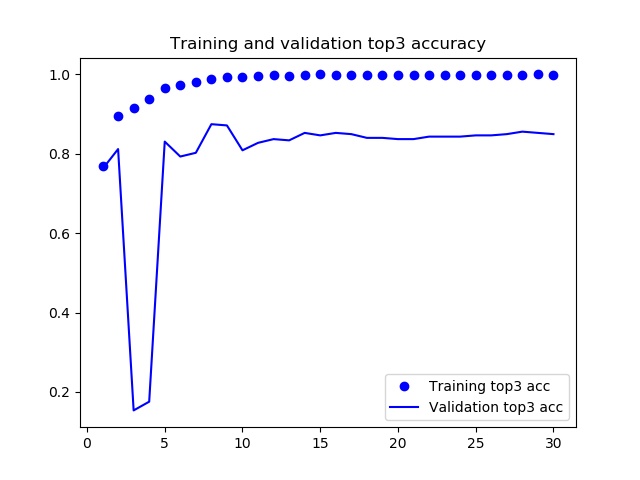 Training and validation top3 accuracy
1.0
0.8
0.6
0.4
0.2
0 5 10 15 20 25 30
Training top3 acc
Validation top3 acc